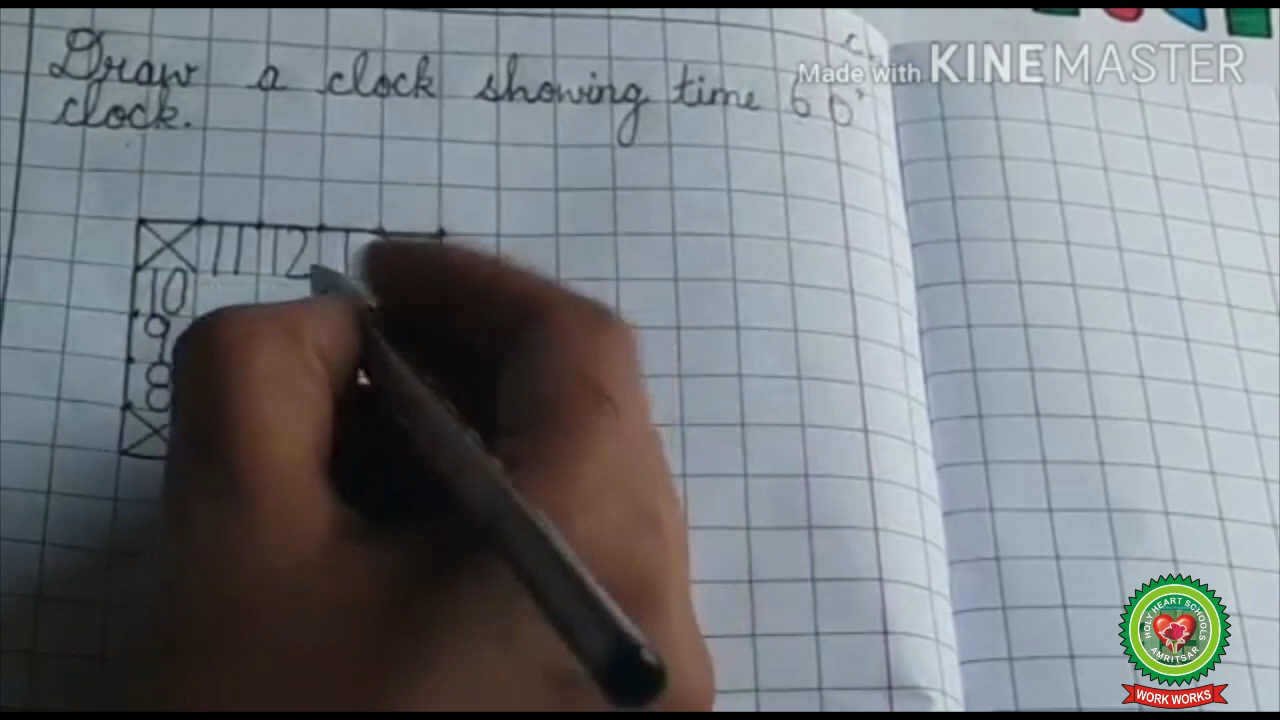 C
Made with KINEMASTER
Draw a clock showing time 6 O'
clock.
11 12 1
10
9
8
HOLY HEART SCHOOLS
AMRITSAR
WORK WORKS